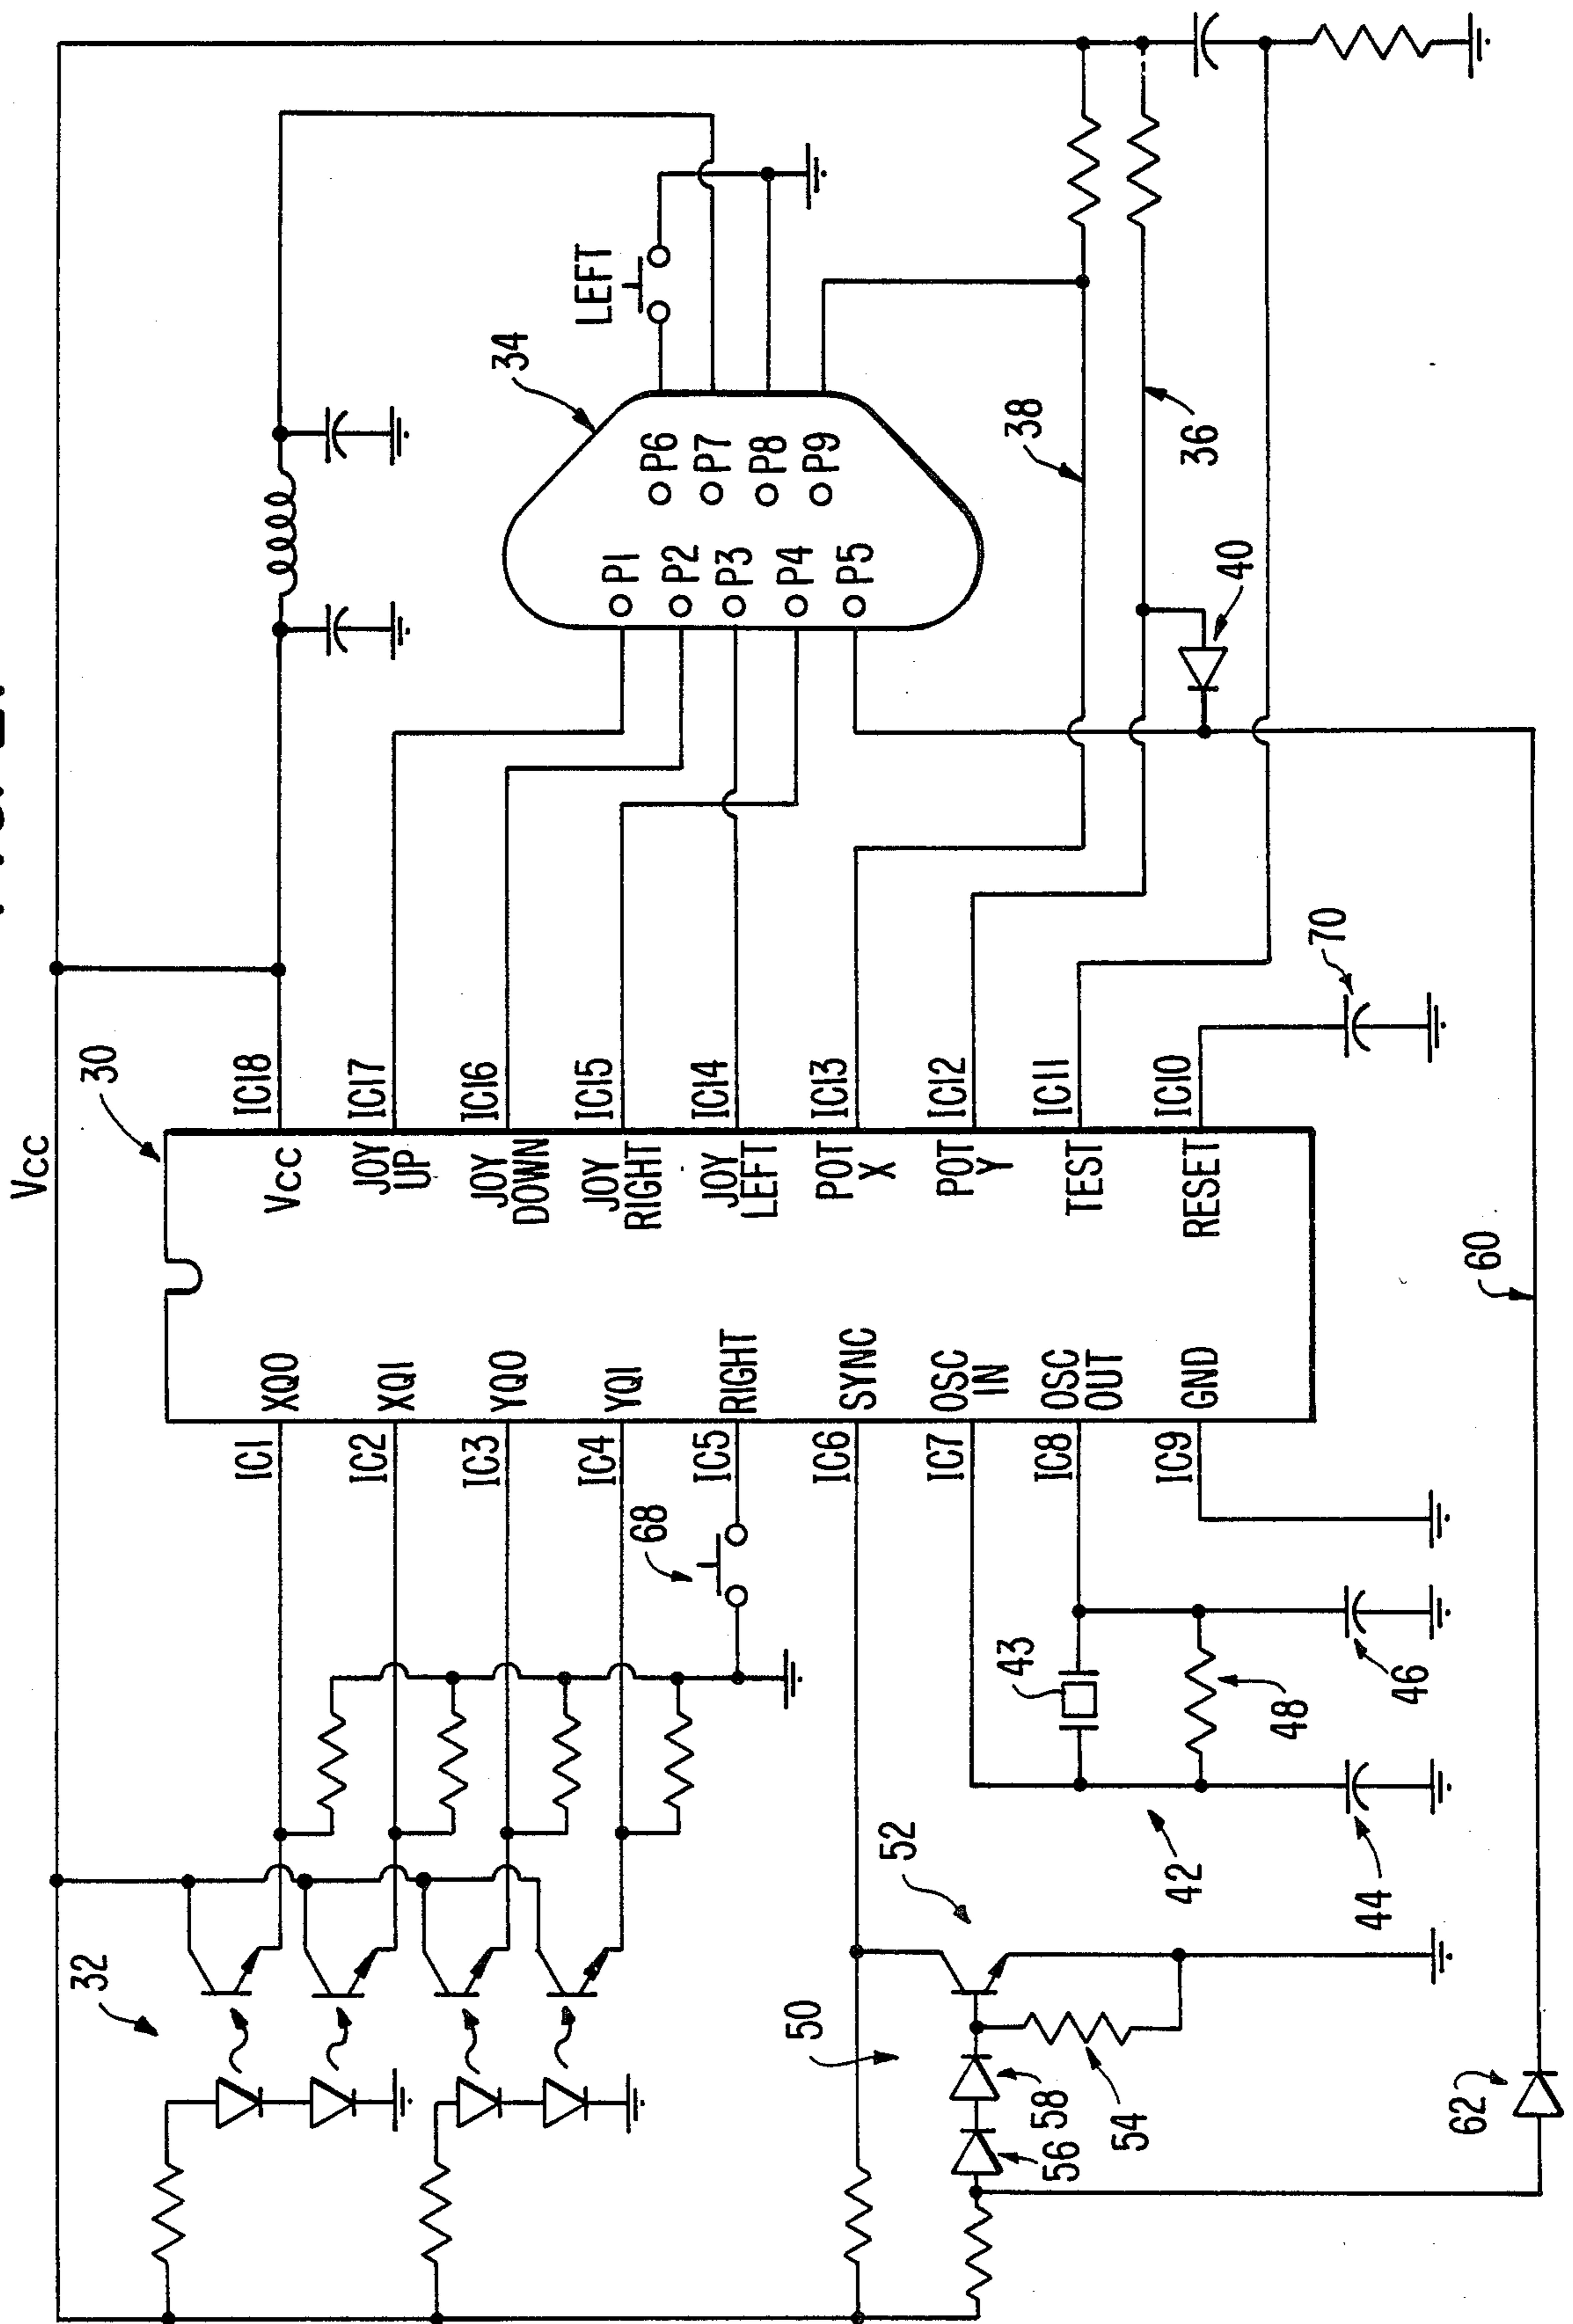 Vcc
30
IC1
XQ0
IC2
XQ1
IC3
YQ0
IC4
YQ1
IC5
RIGHT
IC6
SYNC
IC7
OSC
IN
IC8
OSC
OUT
IC9
GND
Vcc
IC18
JOY
UP
IC17
JOY
DOWN
IC16
JOY
RIGHT
IC15
JOY
LEFT
IC14
POT
X
IC13
POT
Y
IC12
TEST
IC11
RESET
IC10
32
68
43
48
46
44
42
52
50
58
56
54
62
60
70
34
LEFT
P1
P2
P3
P4
P5
P6
P7
P8
P9
38
36
40